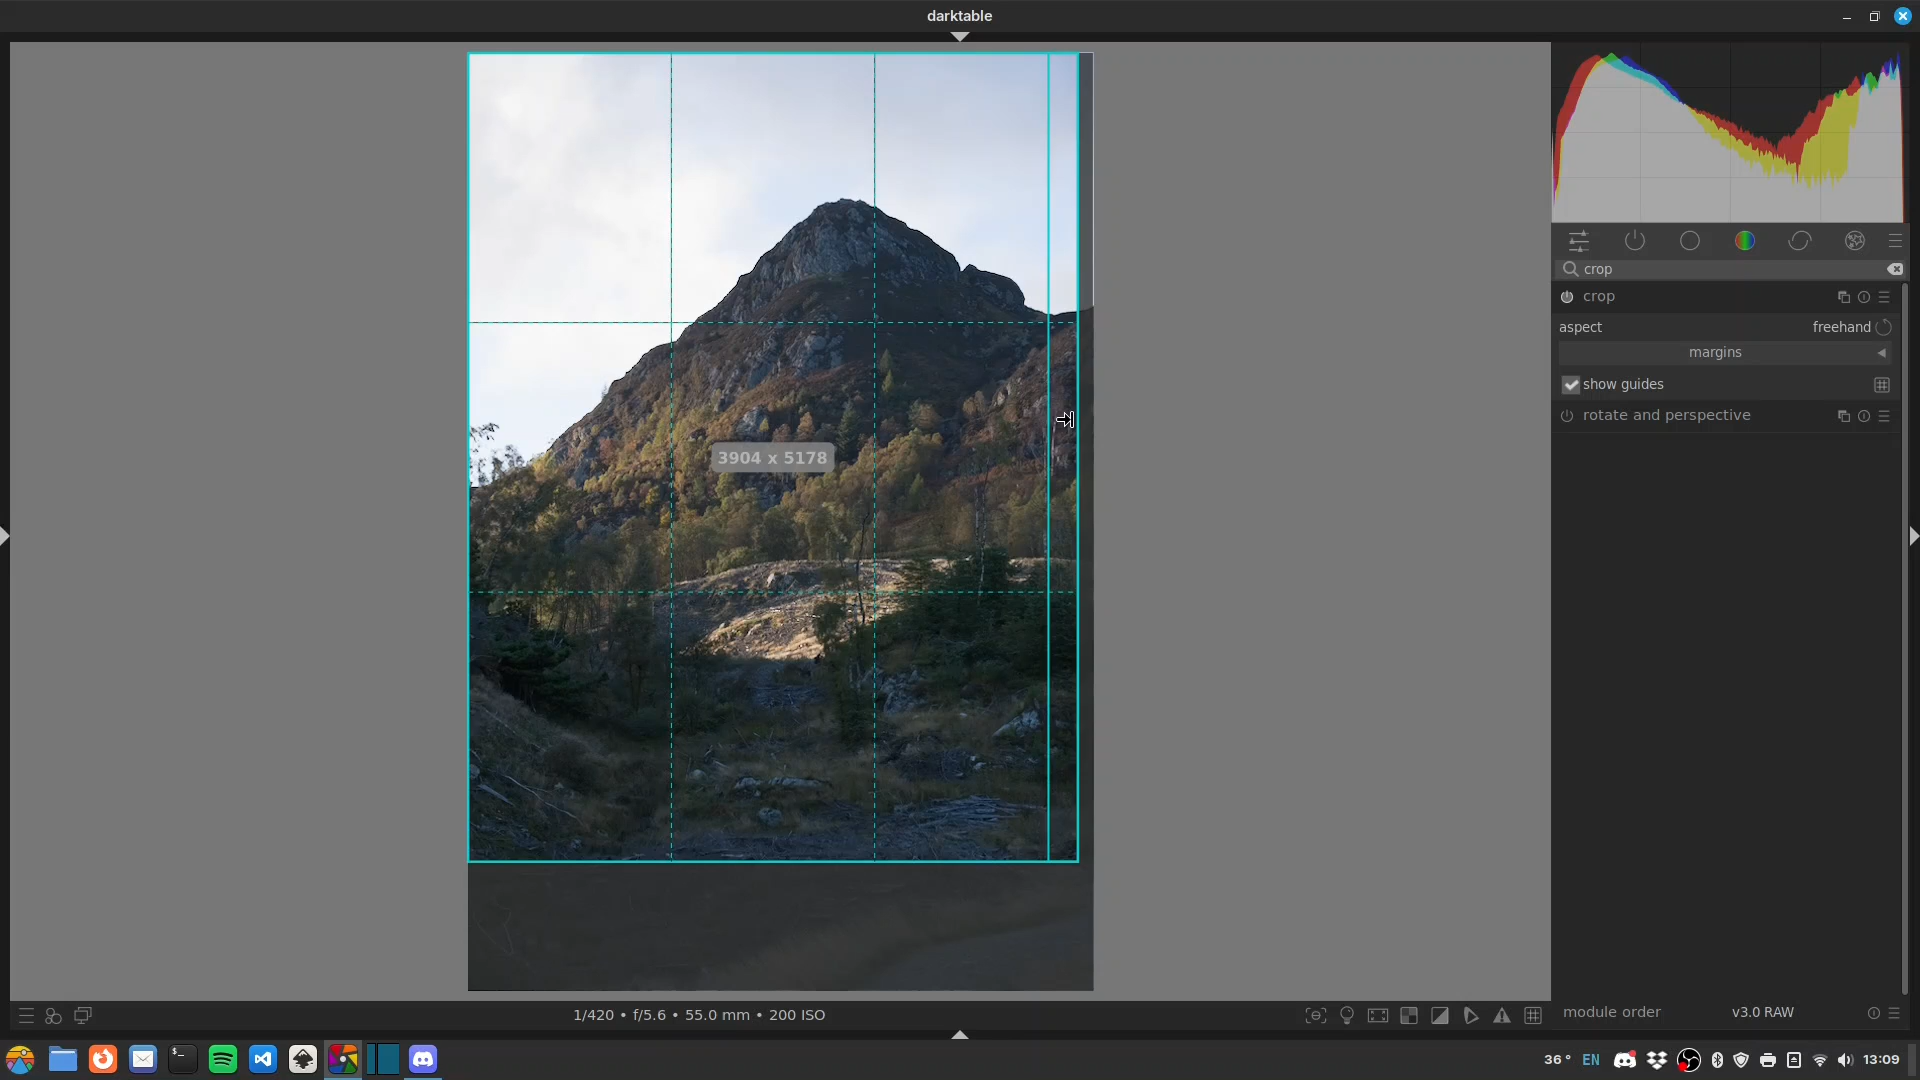 darktable
crop
crop
aspect freehand
margins
show guides
rotate and perspective
3904 x 5178
1/420 • f/5.6 • 55.0 mm • 200 ISO
module order v3.0 RAW
36 ° EN 13:09